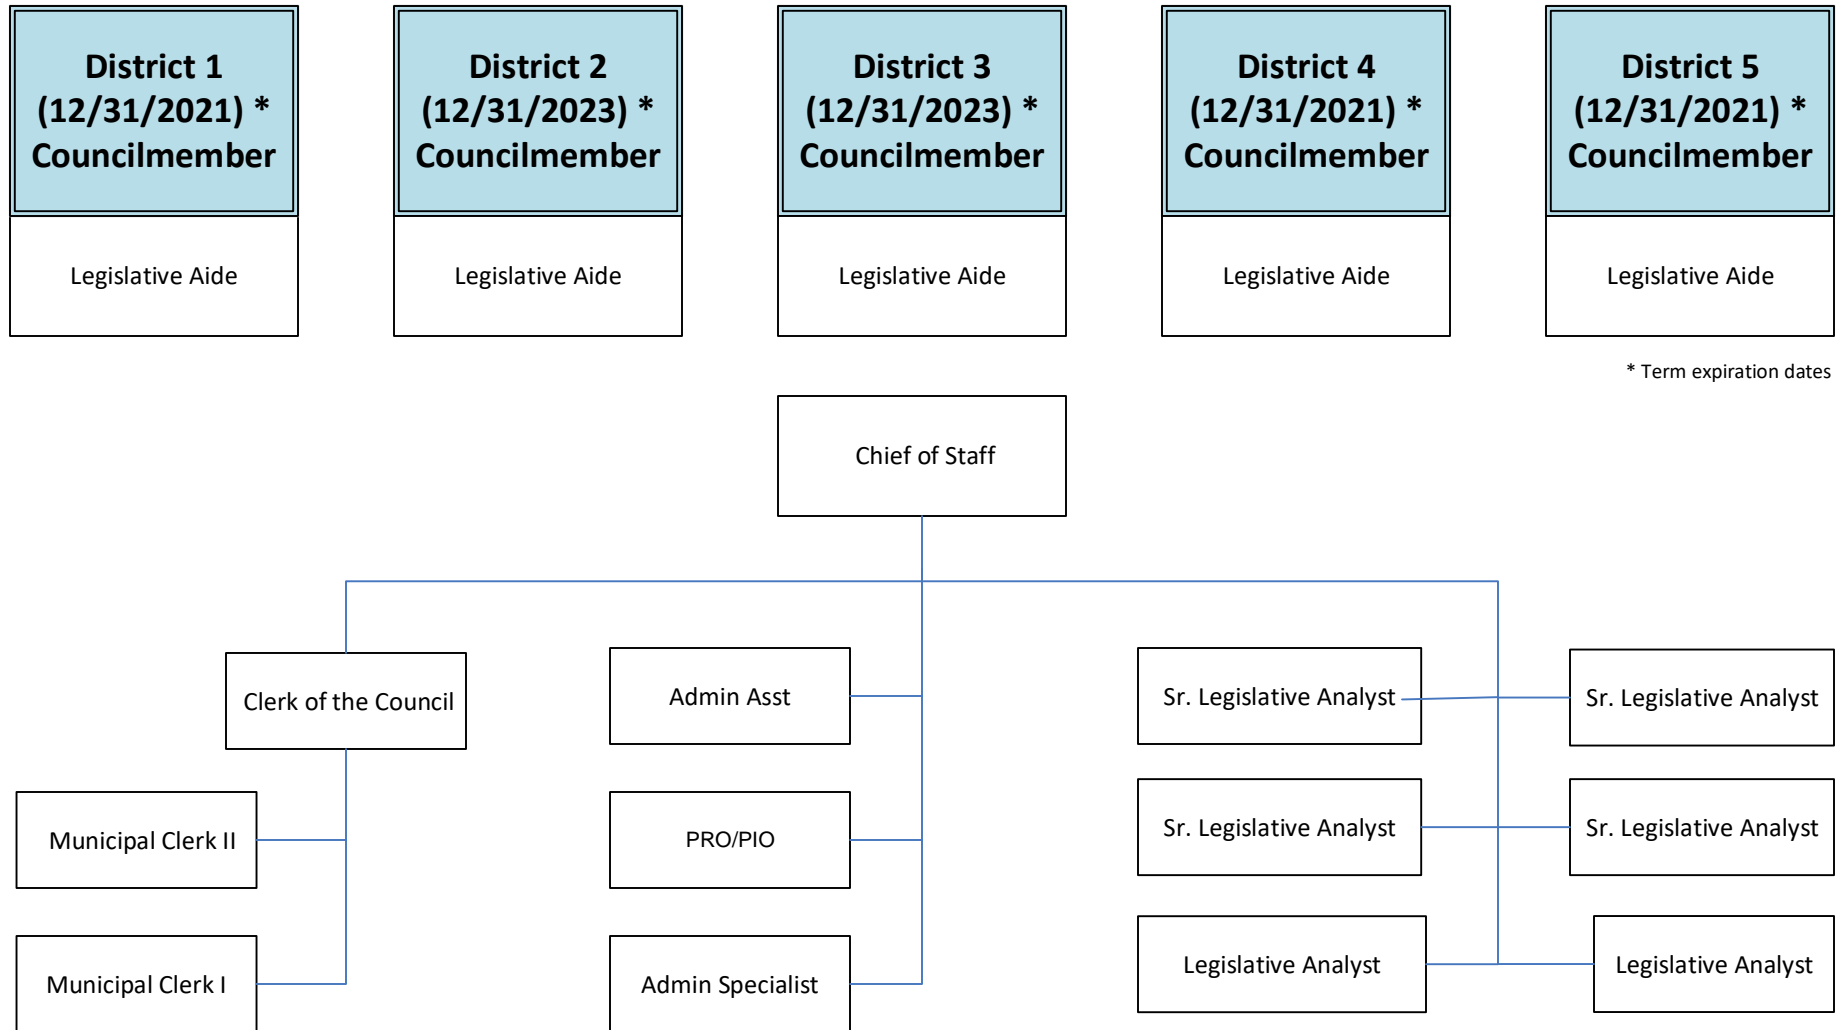 District 1
(12/31/2021) *
Councilmember
District 2
(12/31/2023) *
Councilmember
District 3
(12/31/2023) *
Councilmember
District 4
(12/31/2021) *
Councilmember
District 5
(12/31/2021) *
Councilmember
Legislative Aide
Legislative Aide
Legislative Aide
Legislative Aide
Legislative Aide
* Term expiration dates
Chief of Staff
Clerk of the Council
Admin Asst
Sr. Legislative Analyst
Sr. Legislative Analyst
Municipal Clerk II
PRO/PIO
Sr. Legislative Analyst
Sr. Legislative Analyst
Municipal Clerk I
Admin Specialist
Legislative Analyst
Legislative Analyst